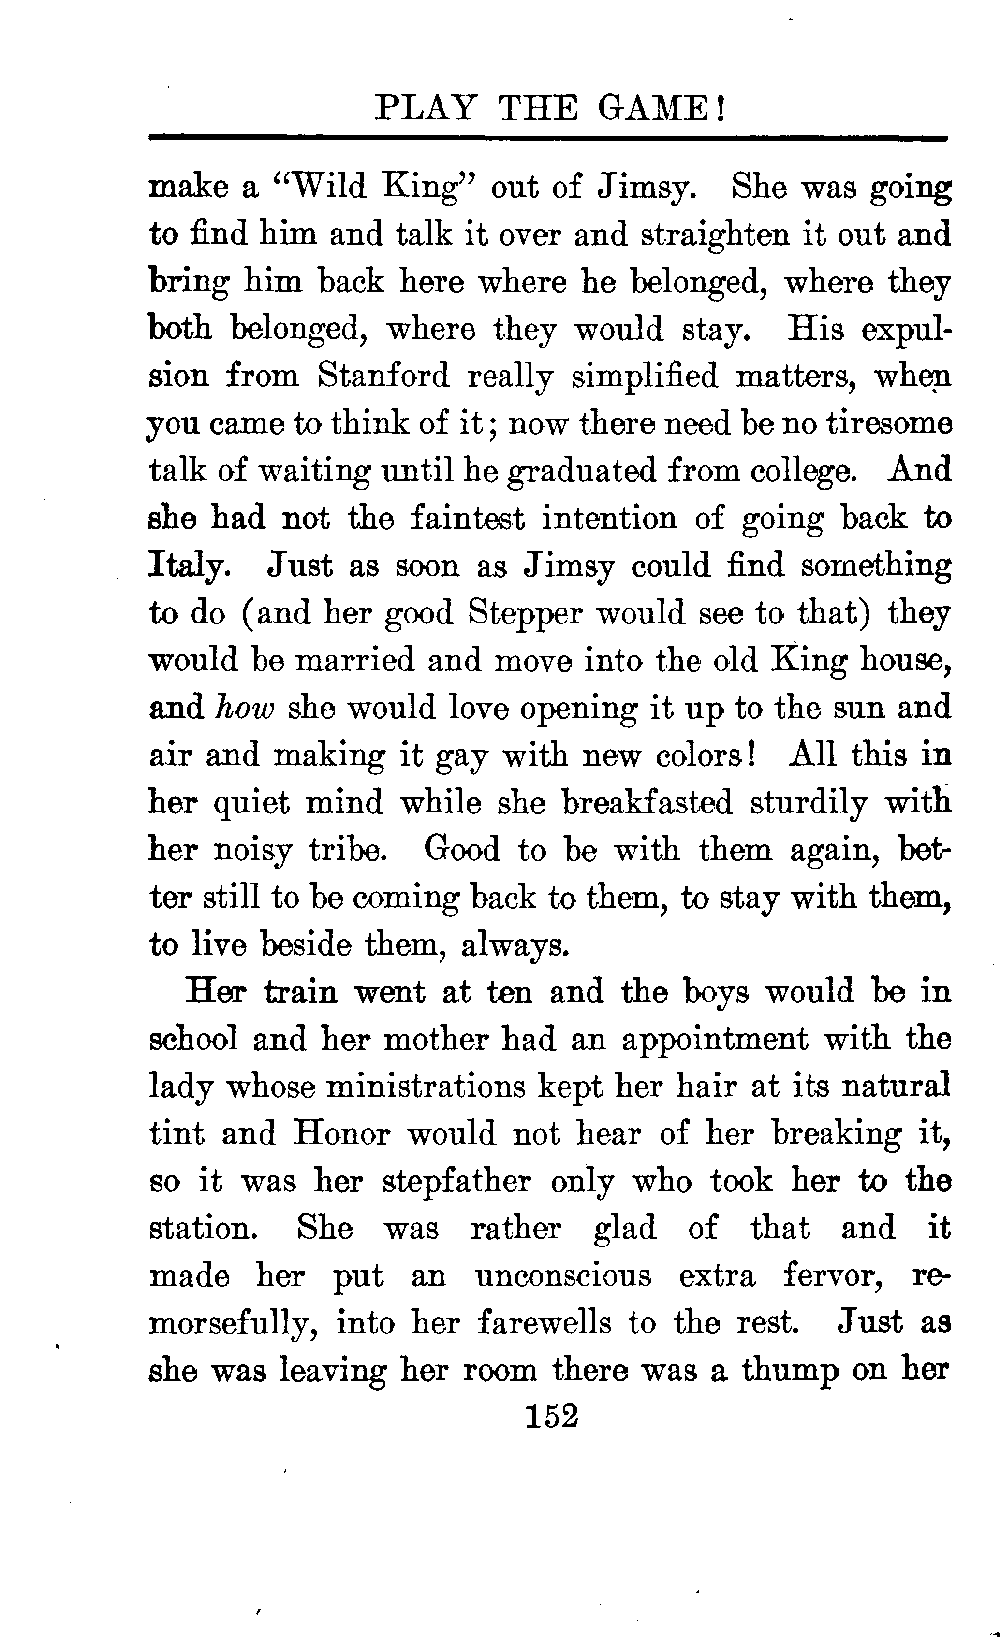 PLAY THE GAME!
make a “Wild King” out of Jimsy. She was going
to find him and talk it over and straighten it out and
bring him back here where he belonged, where they
both belonged, where they would stay. His expul-
sion from Stanford really simplified matters, when
you came to think of it; now there need be no tiresome
talk of waiting until he graduated from college. And
she had not the faintest intention of going back to
Italy. Just as soon as Jimsy could find something
to do (and her good Stepper would see to that) they
would be married and move into the old King house,
and how she would love opening it up to the sun and
air and making it gay with new colors! All this in
her quiet mind while she breakfasted sturdily with
her noisy tribe. Good to be with them again, bet-
ter still to be coming back to them, to stay with them,
to live beside them, always.
Her train went at ten and the boys would be in
school and her mother had an appointment with the
lady whose ministrations kept her hair at its natural
tint and Honor would not hear of her breaking it,
so it was her stepfather only who took her to the
station. She was rather glad of that and it
made her put an unconscious extra fervor, re-
morsefully, into her farewells to the rest. Just as
she was leaving her room there was a thump on her
152